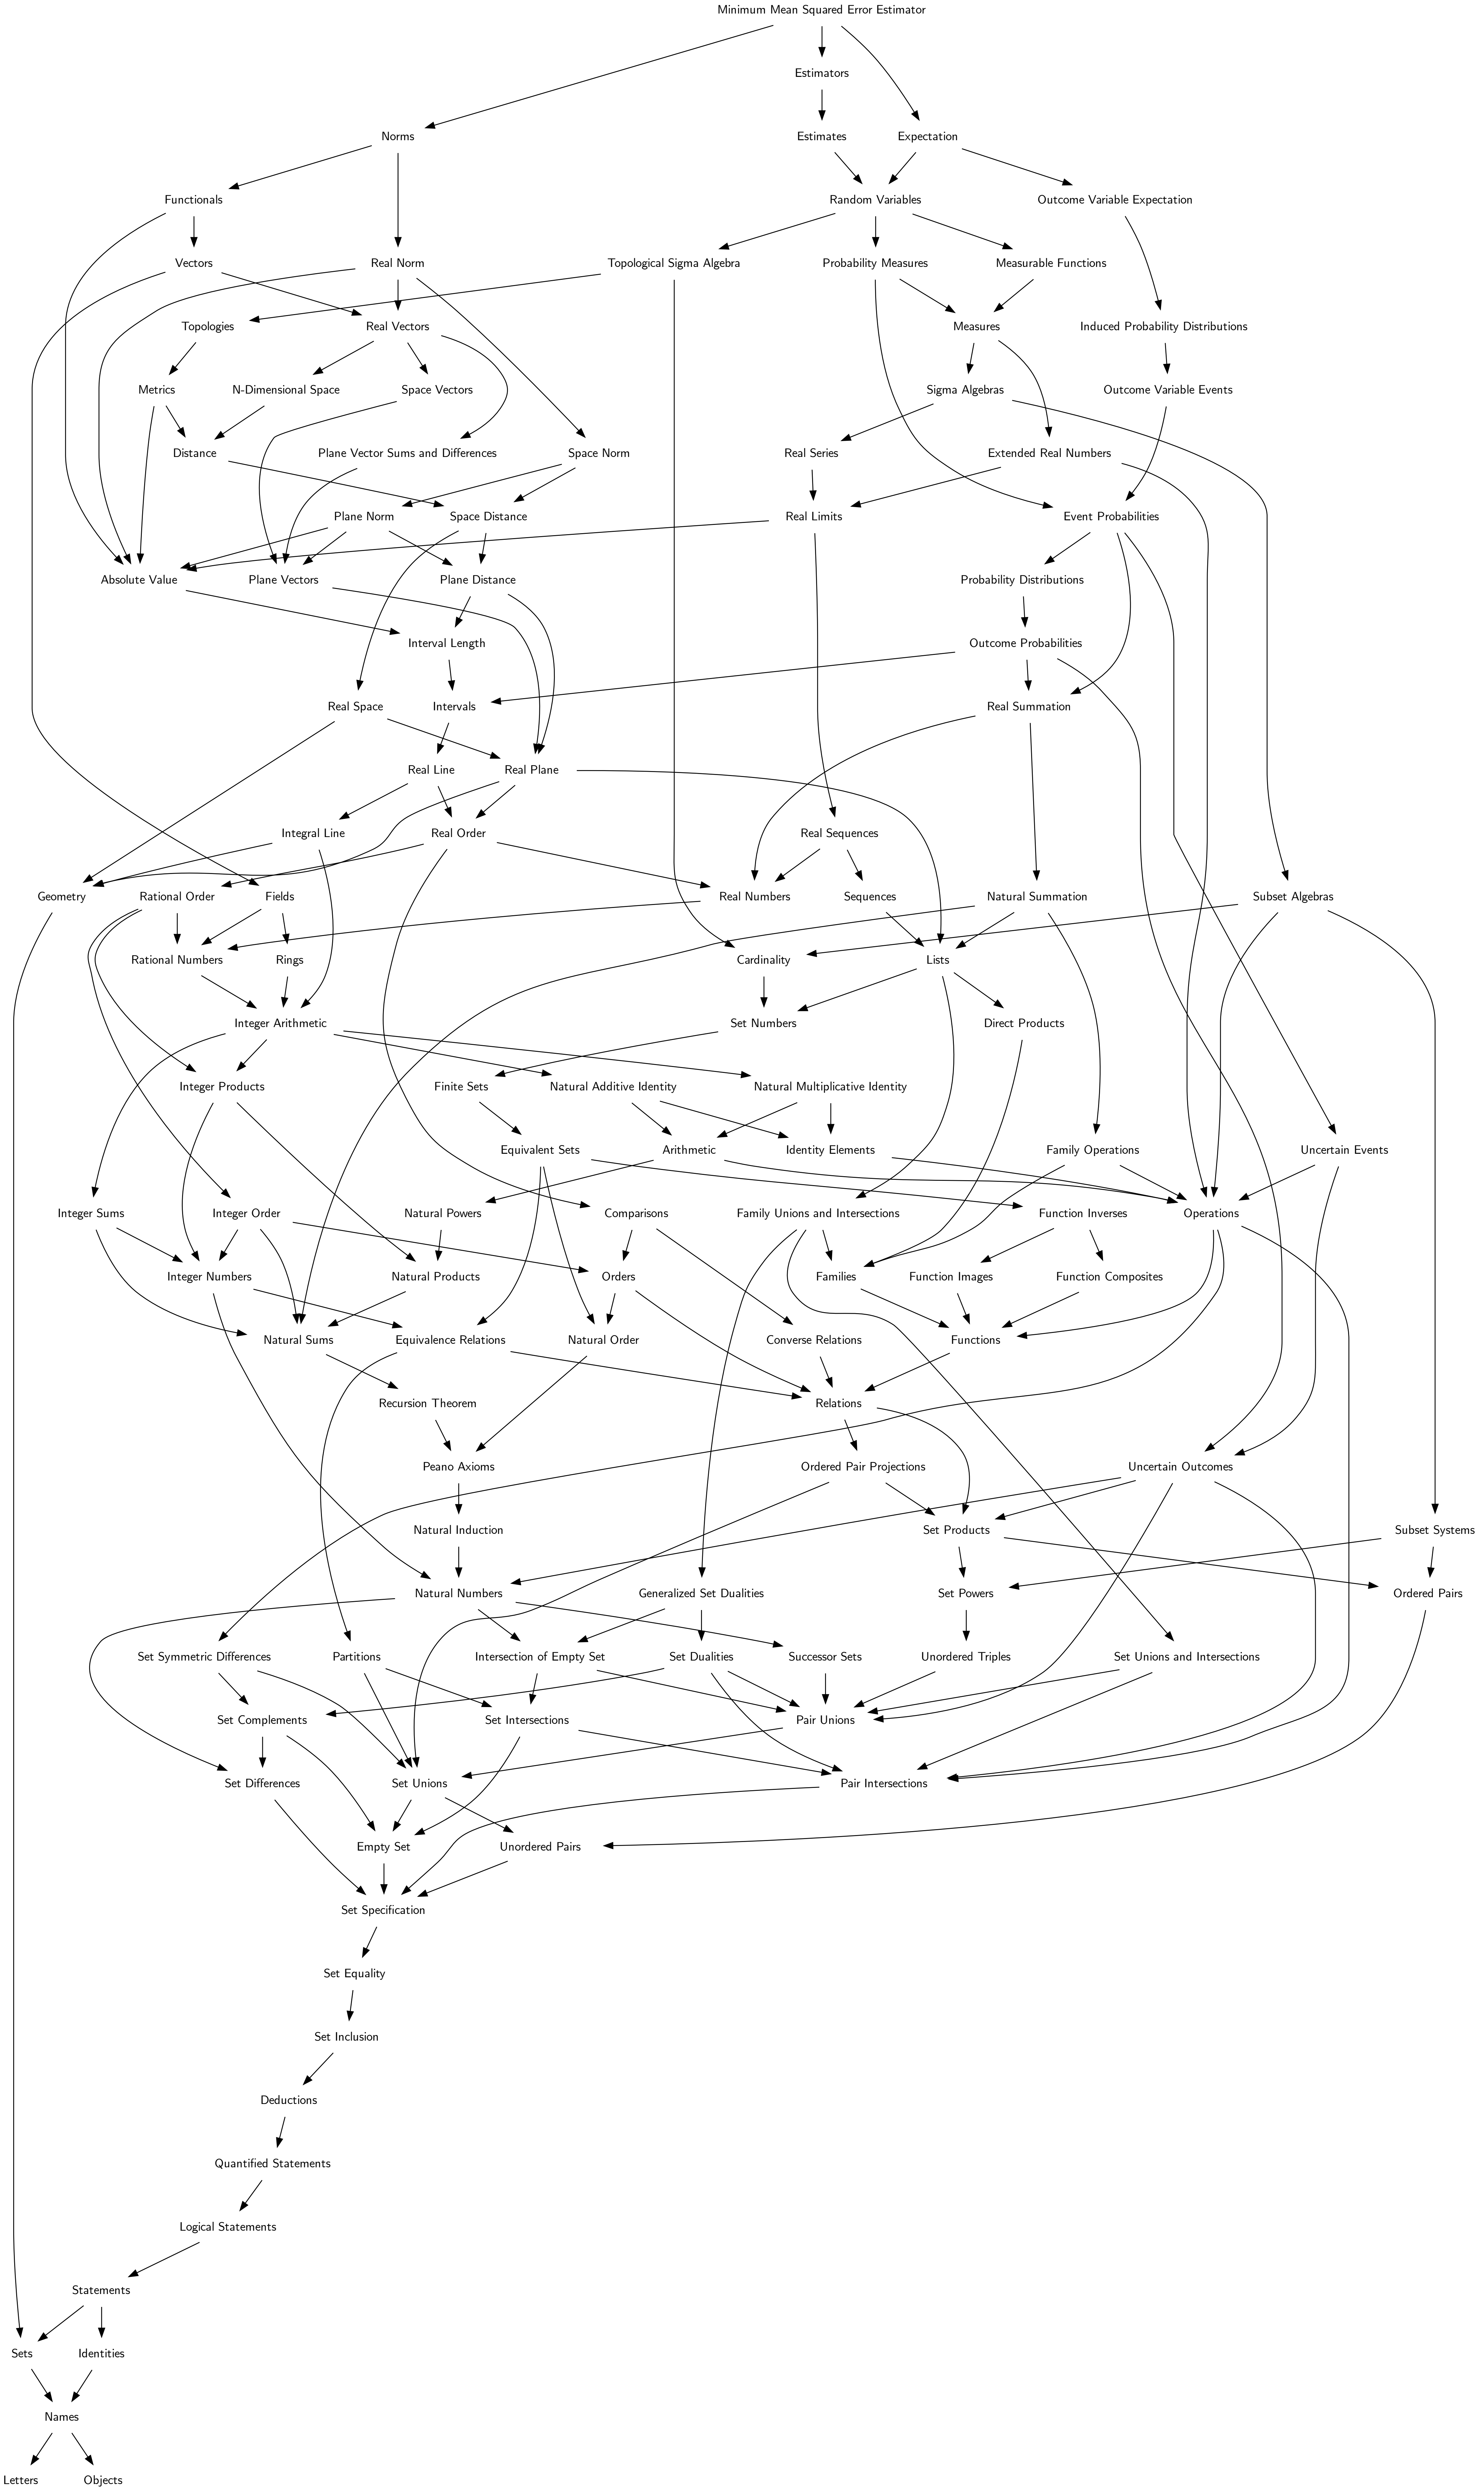 Minimum Mean Squared Error Estimator
Estimators
Norms
Estimates
Expectation
Functionals
Random Variables
Outcome Variable Expectation
Vectors
Real Norm
Topological Sigma Algebra
Probability Measures
Measurable Functions
Topologies
Real Vectors
Measures
Induced Probability Distributions
Metrics
N-Dimensional Space
Space Vectors
Sigma Algebras
Outcome Variable Events
Distance
Plane Vector Sums and Differences
Space Norm
Real Series
Extended Real Numbers
Plane Norm
Space Distance
Real Limits
Event Probabilities
Absolute Value
Plane Vectors
Plane Distance
Probability Distributions
Interval Length
Outcome Probabilities
Real Space
Intervals
Real Summation
Real Line
Real Plane
Integral Line
Real Order
Real Sequences
Geometry
Rational Order
Fields
Real Numbers
Sequences
Natural Summation
Subset Algebras
Rational Numbers
Rings
Cardinality
Lists
Integer Arithmetic
Set Numbers
Direct Products
Integer Products
Finite Sets
Natural Additive Identity
Natural Multiplicative Identity
Equivalent Sets
Arithmetic
Identity Elements
Family Operations
Uncertain Events
Integer Sums
Integer Order
Natural Powers
Comparisons
Family Unions and Intersections
Function Inverses
Operations
Integer Numbers
Natural Products
Orders
Families
Function Images
Function Composites
Natural Sums
Equivalence Relations
Natural Order
Converse Relations
Functions
Recursion Theorem
Relations
Peano Axioms
Ordered Pair Projections
Uncertain Outcomes
Natural Induction
Set Products
Subset Systems
Natural Numbers
Generalized Set Dualities
Set Powers
Ordered Pairs
Set Symmetric Differences
Partitions
Intersection of Empty Set
Set Dualities
Successor Sets
Unordered Triples
Set Unions and Intersections
Set Complements
Set Intersections
Pair Unions
Set Differences
Set Unions
Pair Intersections
Empty Set
Unordered Pairs
Set Specification
Set Equality
Set Inclusion
Deductions
Quantified Statements
Logical Statements
Statements
Sets
Identities
Names
Letters
Objects